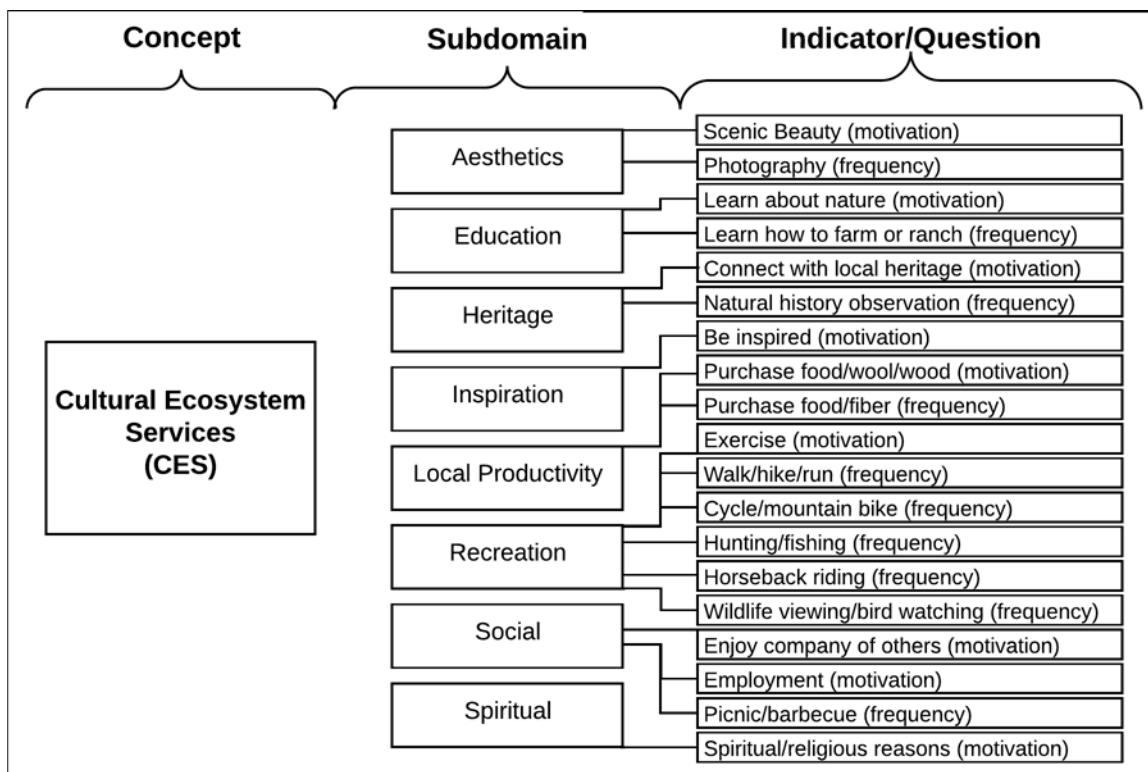 Concept
Subdomain
Indicator/Question
Cultural Ecosystem
Services
(CES)
Aesthetics
Education
Heritage
Inspiration
Local Productivity
Recreation
Social
Spiritual
Scenic Beauty (motivation)
Photography (frequency)
Learn about nature (motivation)
Learn how to farm or ranch (frequency)
Connect with local heritage (motivation)
Natural history observation (frequency)
Be inspired (motivation)
Purchase food/wool/wood (motivation)
Purchase food/fiber (frequency)
Exercise (motivation)
Walk/hike/run (frequency)
Cycle/mountain bike (frequency)
Hunting/fishing (frequency)
Horseback riding (frequency)
Wildlife viewing/bird watching (frequency)
Enjoy company of others (motivation)
Employment (motivation)
Picnic/barbecue (frequency)
Spiritual/religious reasons (motivation)